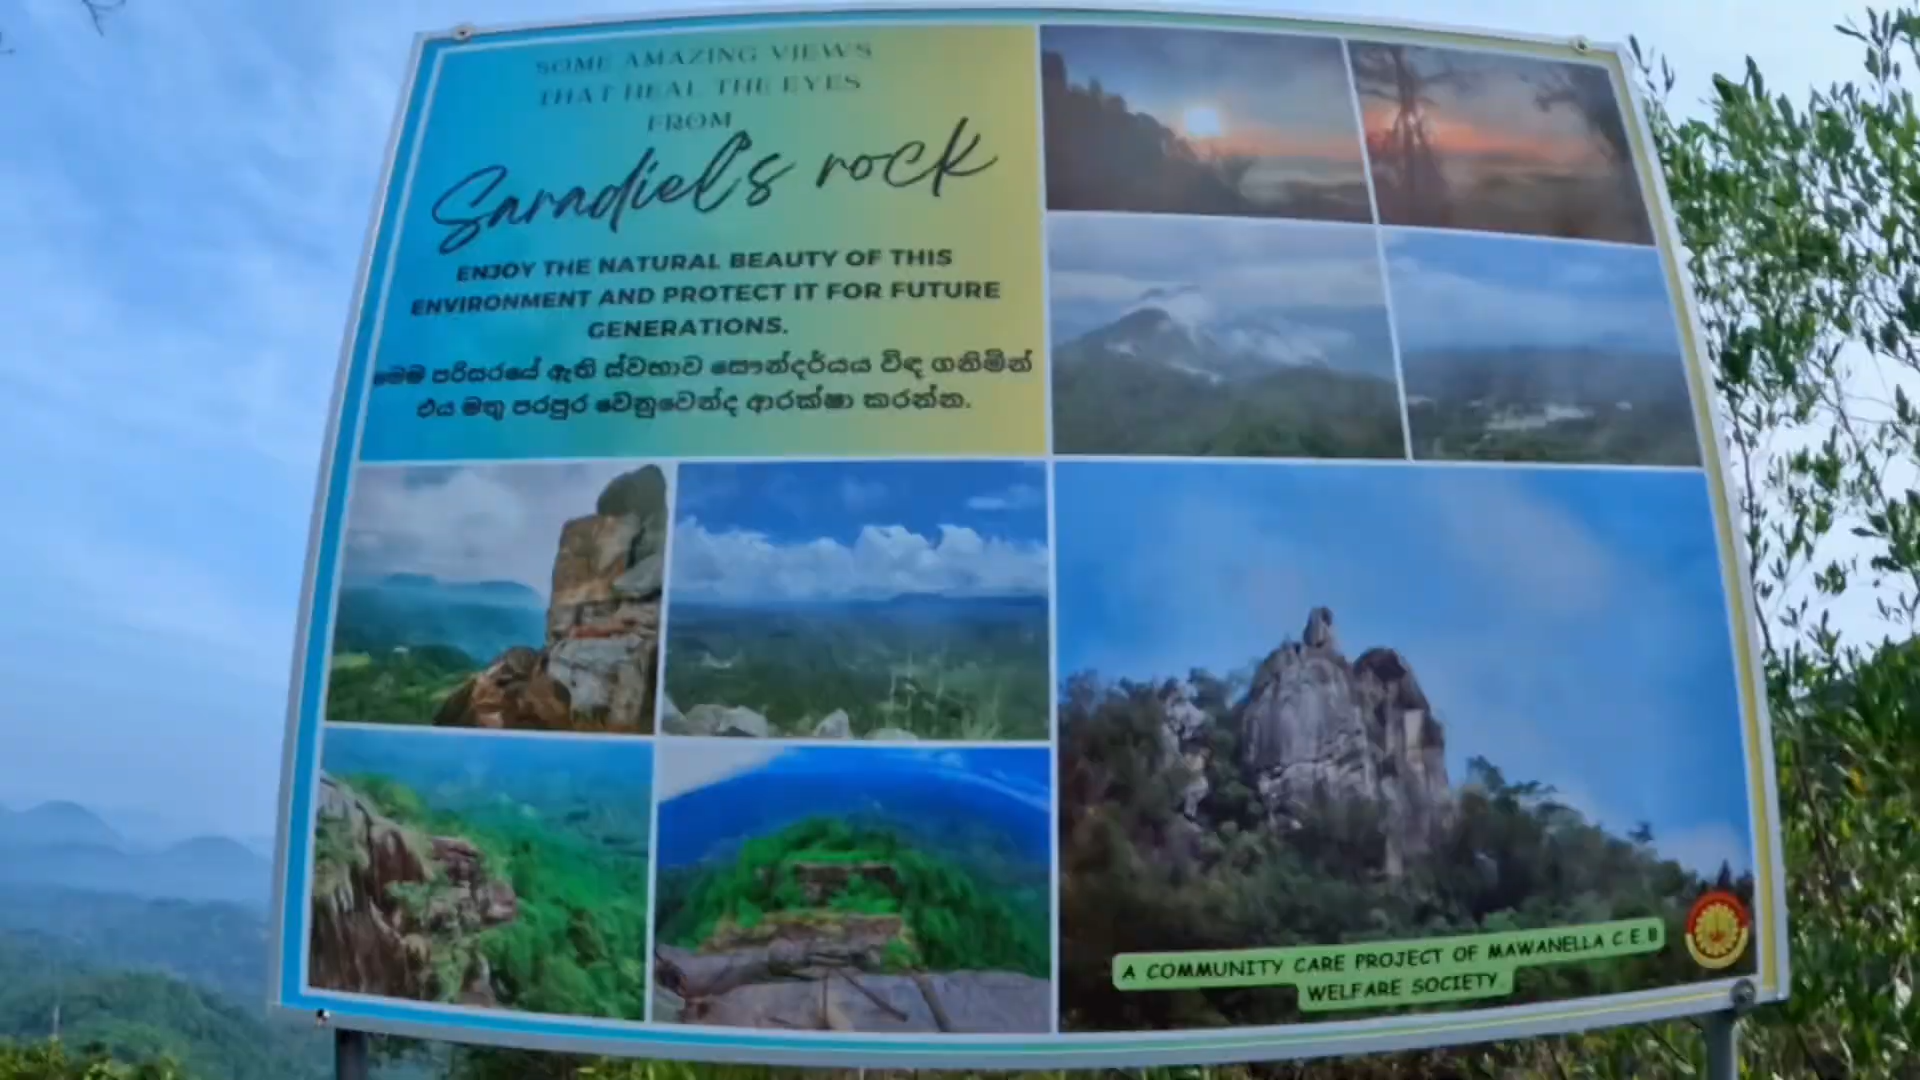 SOME AMAZING VIEWS
THAT HEAL THE EYES
FROM
Saradiel's rock
ENJOY THE NATURAL BEAUTY OF THIS
ENVIRONMENT AND PROTECT IT FOR FUTURE
GENERATIONS.
මෙම පරිසරයේ ඇති ස්වභාව සෞන්දර්යය විඳ ගනිමින්
එය මතු පරපුර වෙනුවෙන්ද ආරක්ෂා කරන්න.
A COMMUNITY CARE PROJECT OF MAWANELLA C.E.B
WELFARE SOCIETY